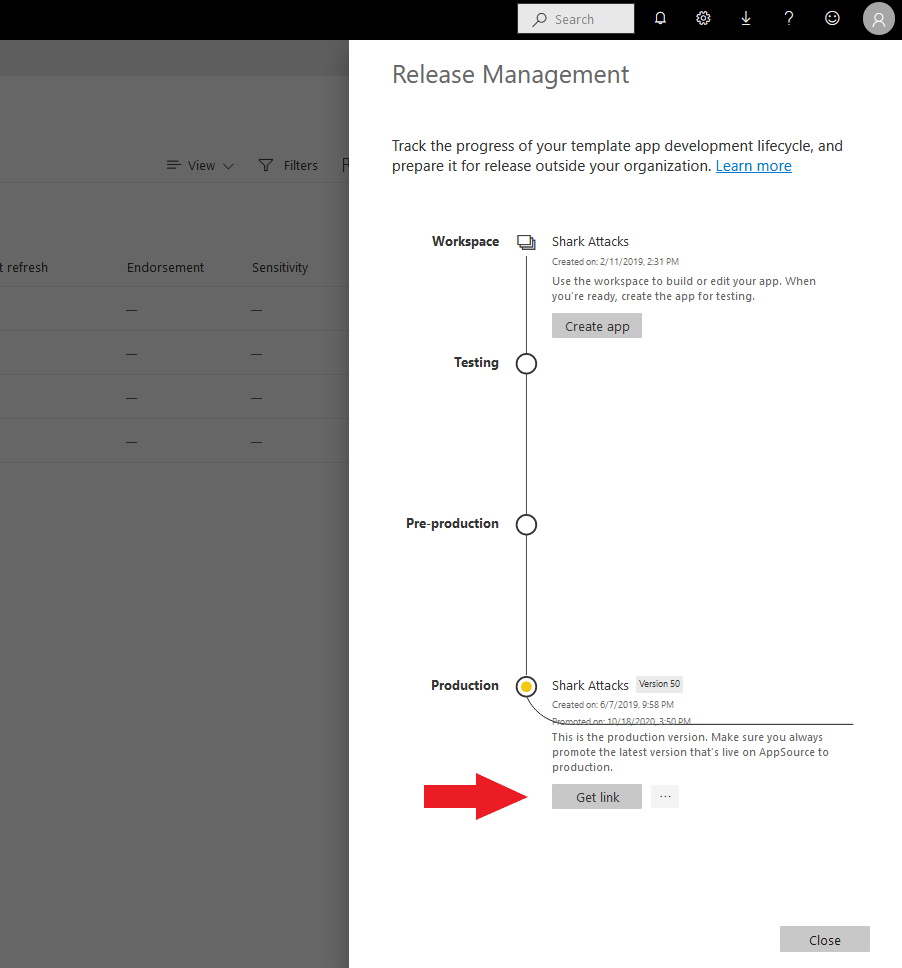 Search
Release Management
Track the progress of your template app development lifecycle, and
prepare it for release outside your organization. Learn more
View
Filters
t refresh
Endorsement
Sensitivity
Workspace
Shark Attacks
Created on: 2/11/2019, 2:31 PM
Use the workspace to build or edit your app. When
you're ready, create the app for testing.
Create app
Testing
Pre-production
Production
Shark Attacks
Version 50
Created on: 6/7/2019, 9:58 PM
Promoted on: 10/18/2020, 3:50 PM
This is the production version. Make sure you always
promote the latest version that's live on AppSource to
production.
Get link
...
Close